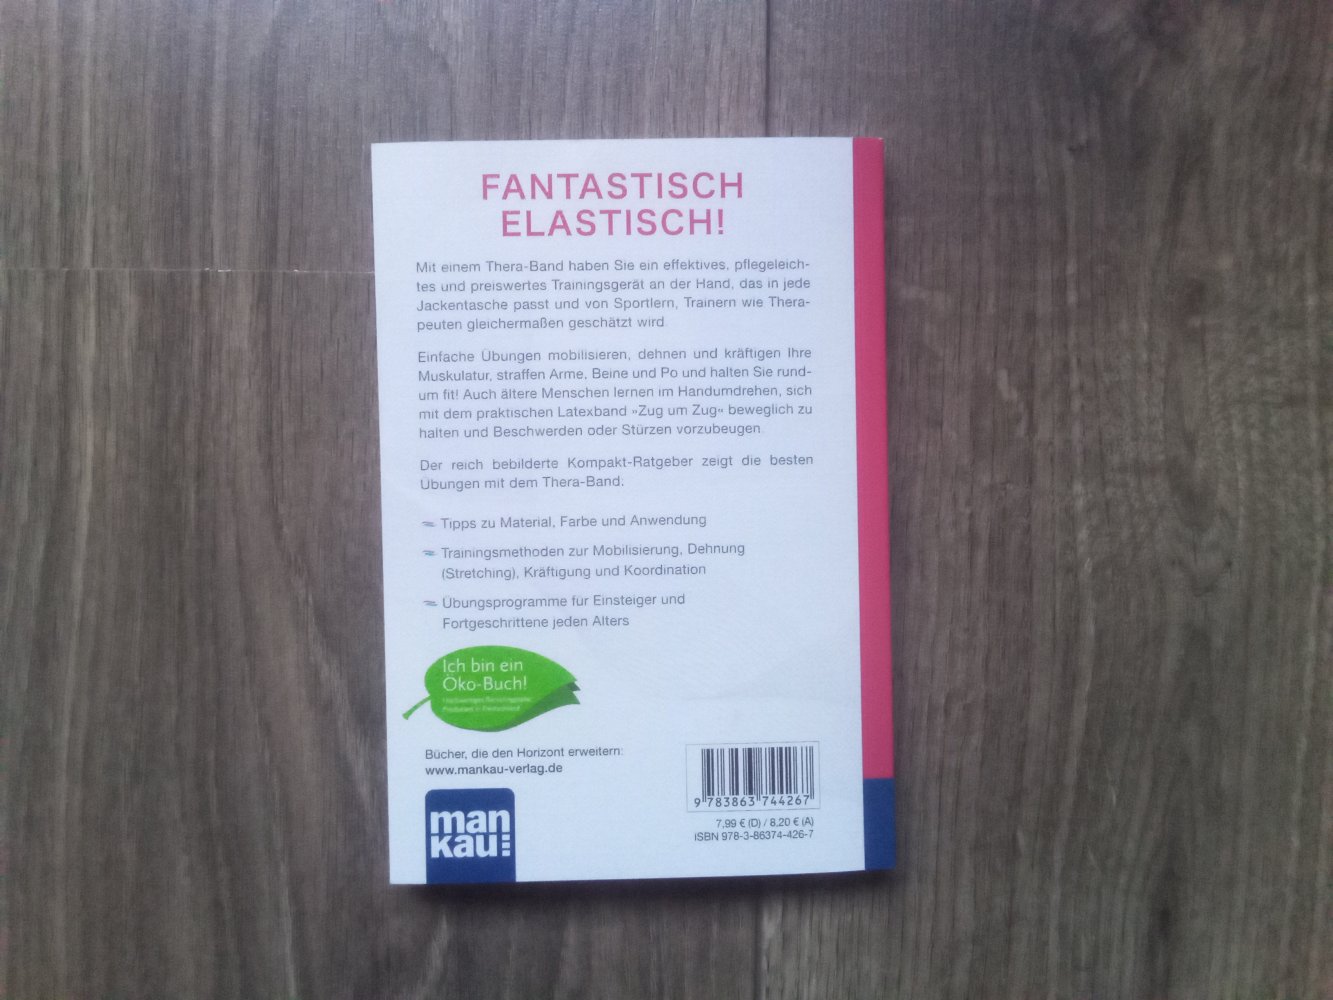 FANTASTISCH
ELASTISCH!
Mit einem Thera-Band haben Sie ein effektives, pflegeleich-
tes und preiswertes Trainingsgerät an der Hand, das in jede
Jackentasche passt und von Sportlern, Trainern wie Thera-
peuten gleichermaßen geschätzt wird.
Einfache Übungen mobilisieren, dehnen und kräftigen Ihre
Muskulatur, straffen Arme, Beine und Po und halten Sie rund-
um fit! Auch ältere Menschen lernen im Handumdrehen, sich
mit dem praktischen Latexband »Zug um Zug« beweglich zu
halten und Beschwerden oder Stürzen vorzubeugen.
Der reich bebilderte Kompakt-Ratgeber zeigt die besten
Übungen mit dem Thera-Band:
Tipps zu Material, Farbe und Anwendung
Trainingsmethoden zur Mobilisierung, Dehnung
(Stretching), Kräftigung und Koordination
Übungsprogramme für Einsteiger und
Fortgeschrittene jeden Alters
Ich bin ein
Öko-Buch!
Hochwertiges Recyclingpapier
Produziert in Deutschland
Bücher, die den Horizont erweitern:
www.mankau-verlag.de
man
kau
9 783863 744267
7,99 € (D) / 8,20 € (A)
ISBN 978-3-86374-426-7